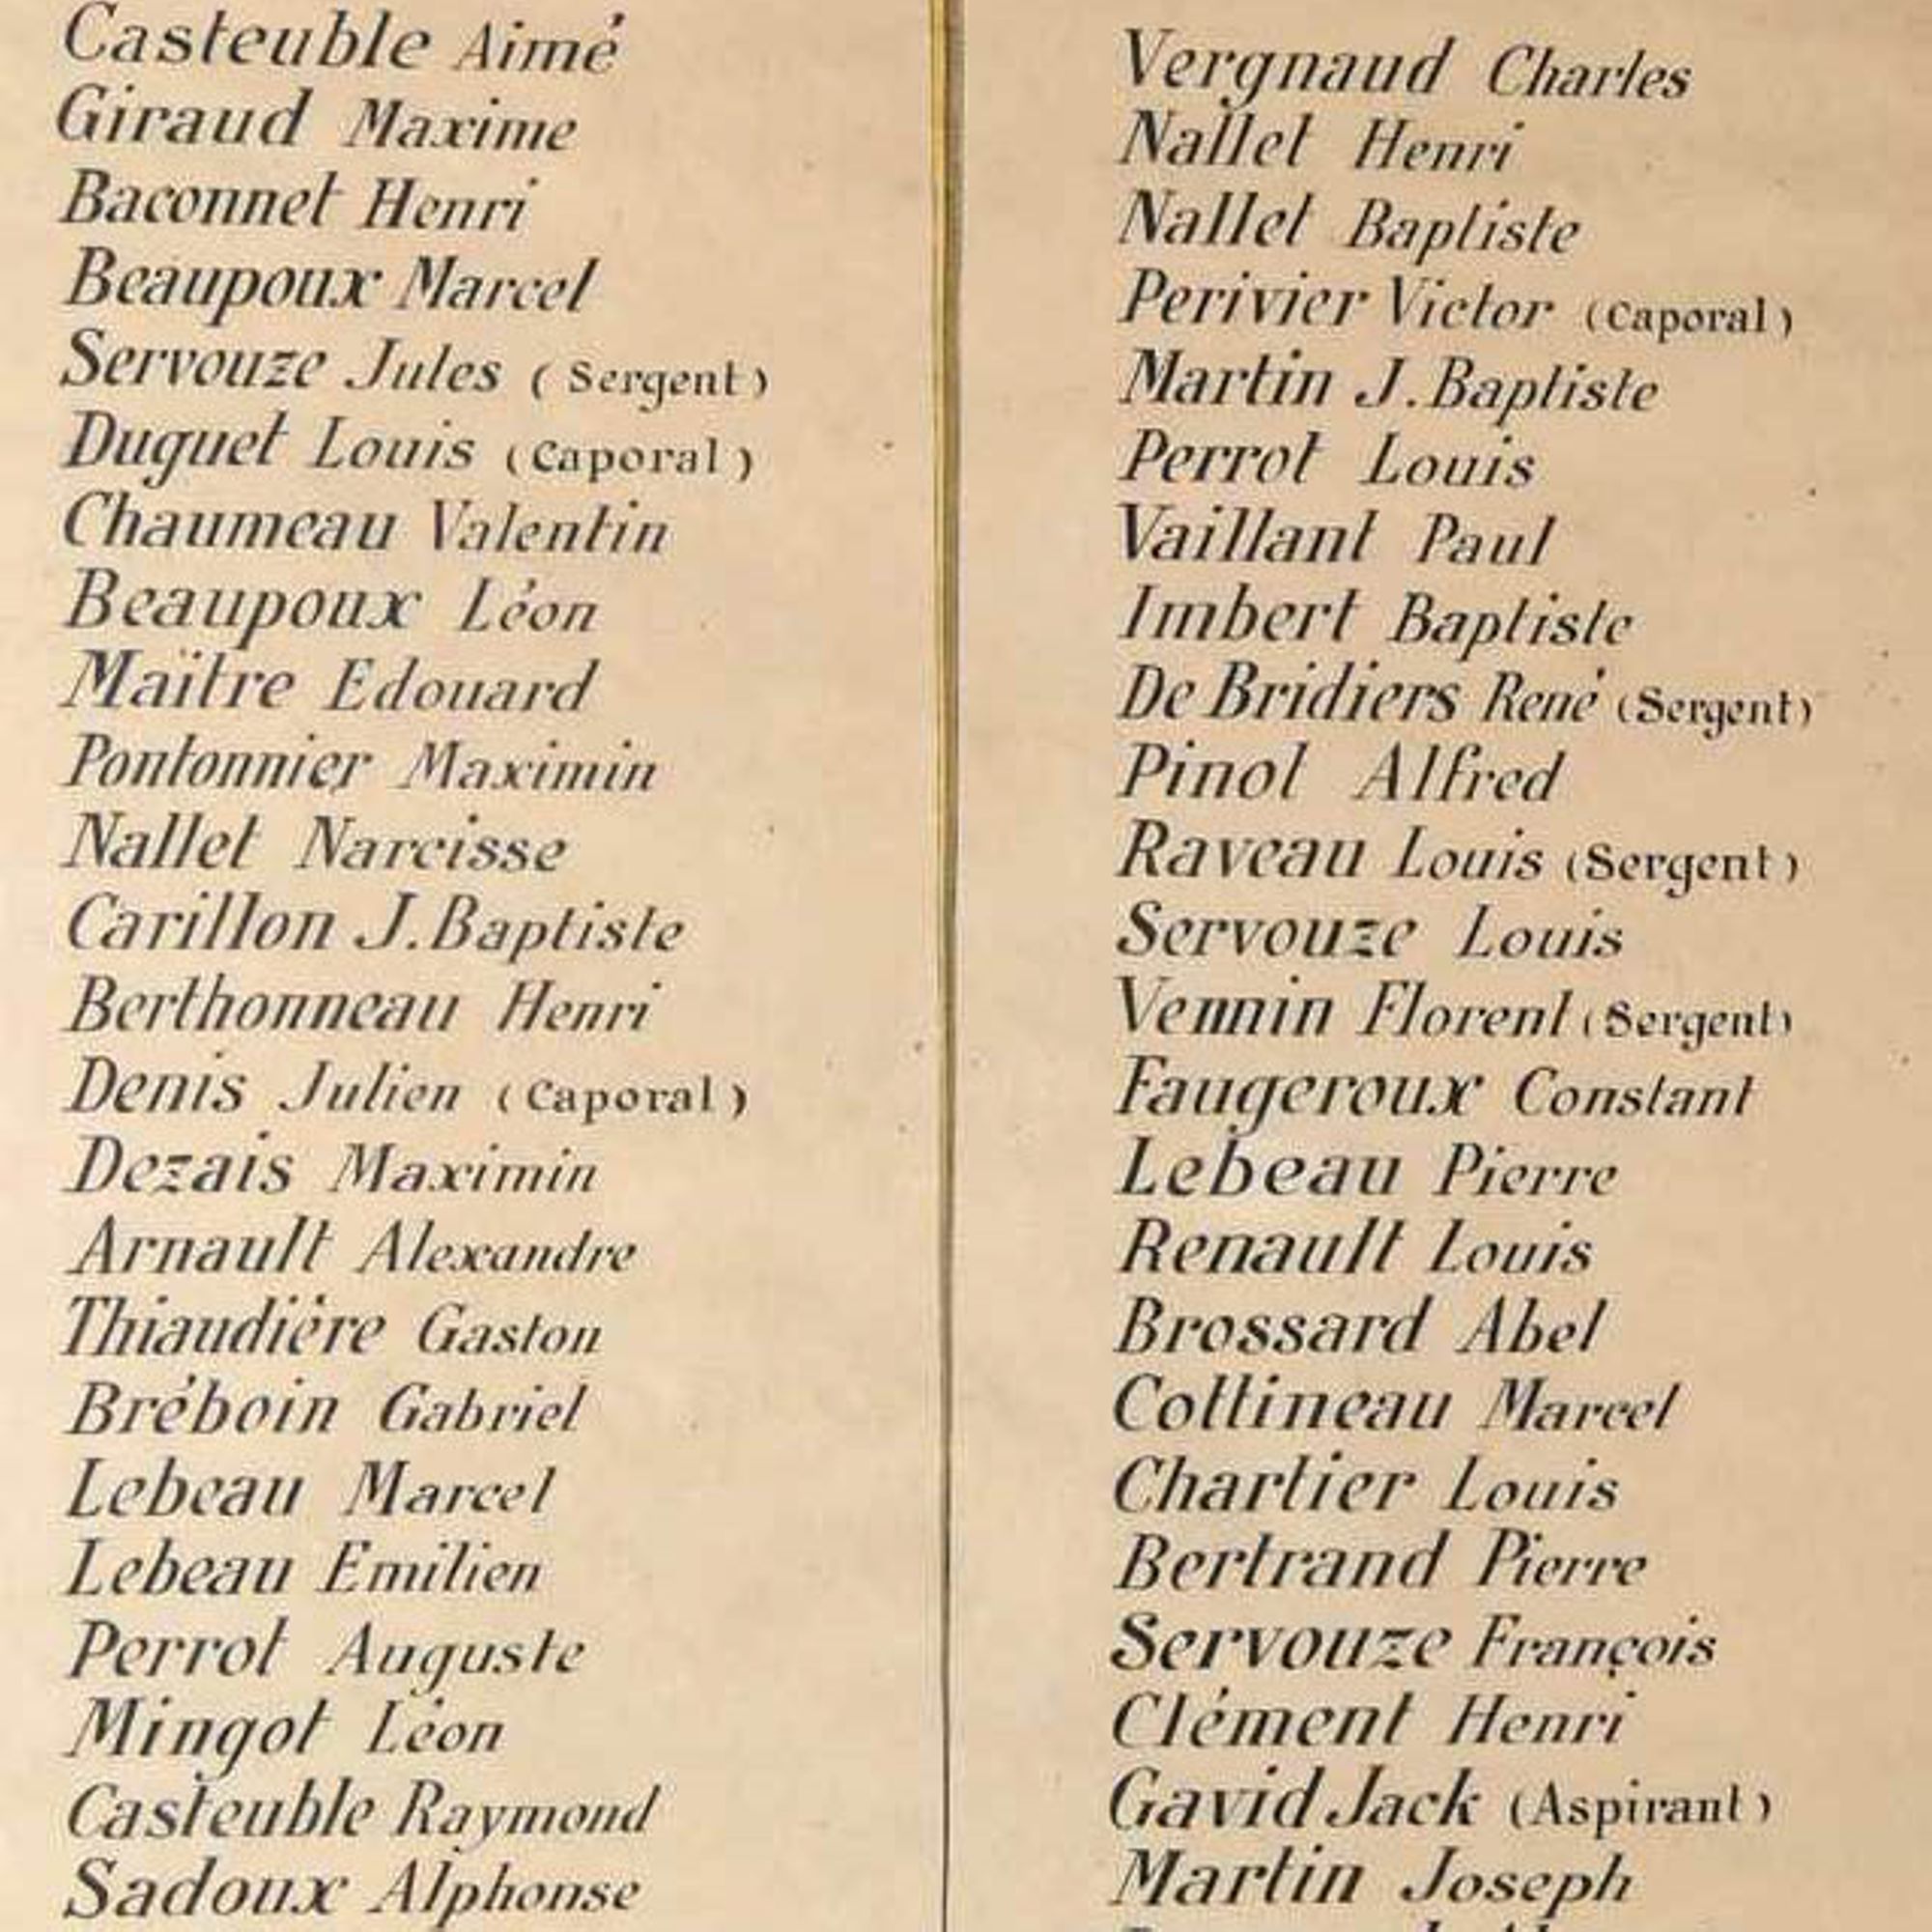 Casteuble Aimé
Giraud Maxime
Baconnet Henri
Beaupoux Marcel
Servouze Jules (Sergent)
Duguet Louis (Caporal)
Chaumeau Valentin
Beaupoux Léon
Maître Edouard
Pontonnier Maximin
Nallet Narcisse
Carillon J.Baptiste
Berthonneau Henri
Denis Julien (Caporal)
Dezais Maximin
Arnault Alexandre
Thiaudière Gaston
Bréboin Gabriel
Lebeau Marcel
Lebeau Emilien
Perrot Auguste
Mingot Léon
Casteuble Raymond
Sadoux Alphonse
Vergnaud Charles
Nallet Henri
Nallet Baptiste
Perivier Victor (Caporal)
Martin J.Baptiste
Perrot Louis
Vaillant Paul
Imbert Baptiste
De Bridiers René (Sergent)
Pinot Alfred
Raveau Louis (Sergent)
Servouze Louis
Vennin Florent (Sergent)
Faugeroux Constant
Lebeau Pierre
Renault Louis
Brossard Abel
Cottineau Marcel
Chartier Louis
Bertrand Pierre
Servouze François
Clément Henri
Gavid Jack (Aspirant)
Martin Joseph